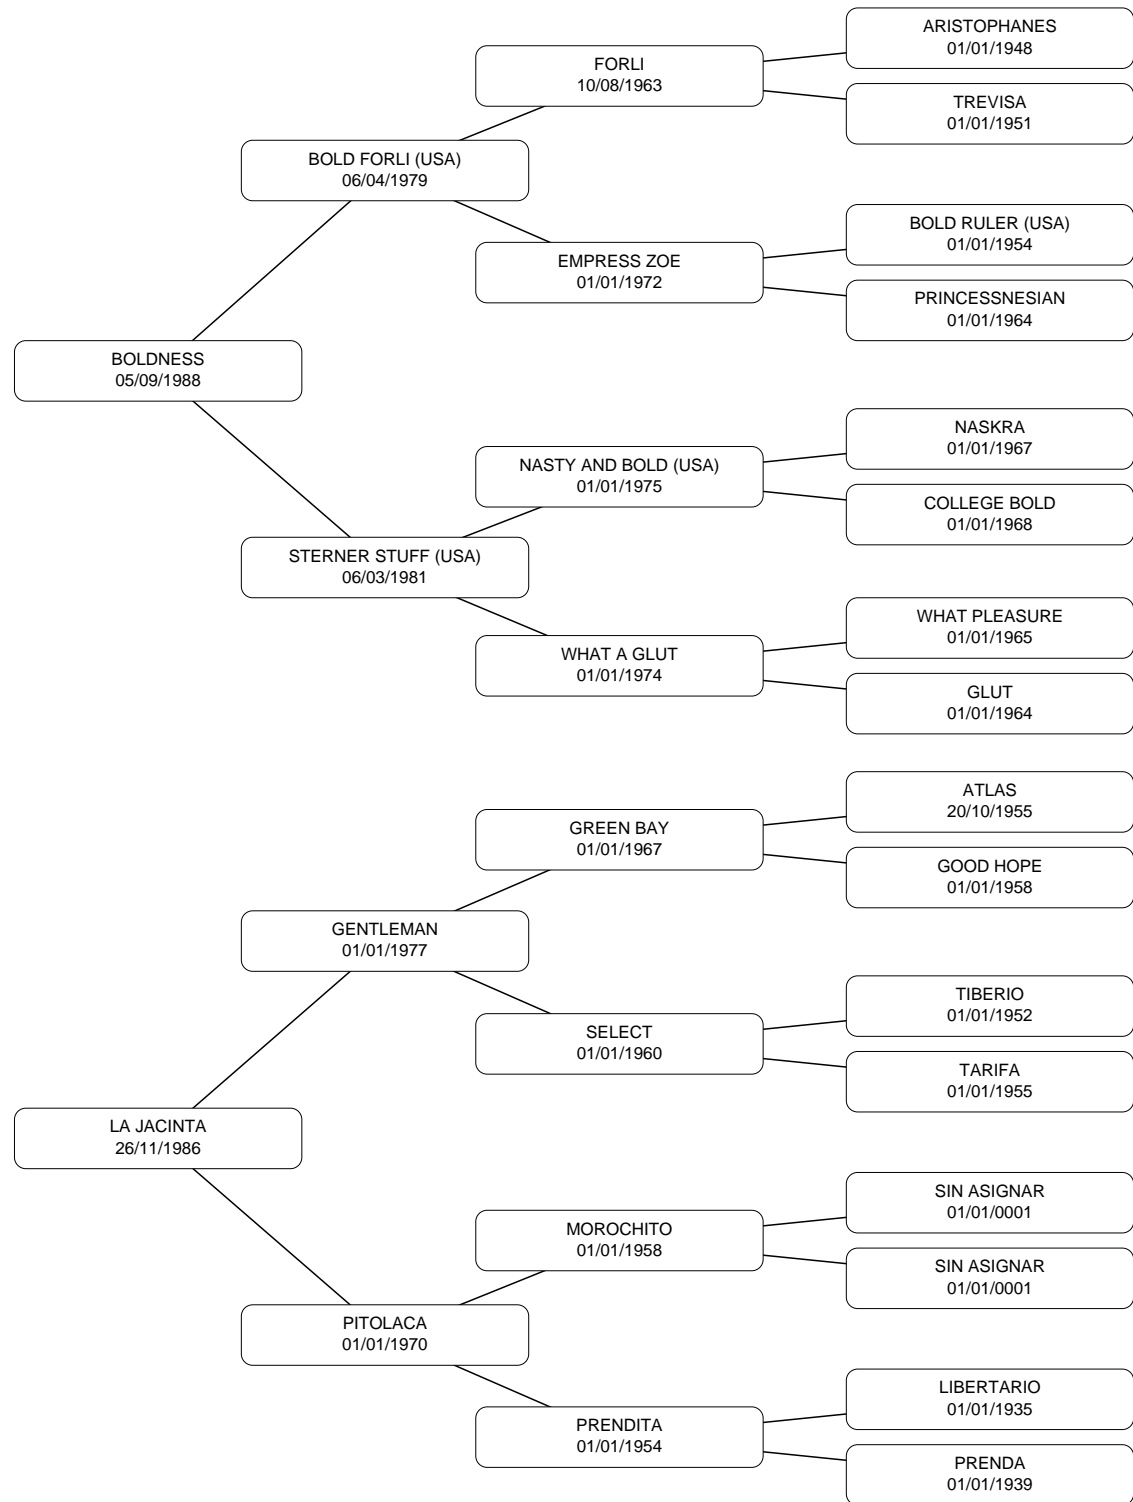 ARISTOPHANES
01/01/1948
FORLI
10/08/1963
TREVISA
01/01/1951
BOLD FORLI (USA)
06/04/1979
BOLD RULER (USA)
01/01/1954
EMPRESS ZOE
01/01/1972
PRINCESSNESIAN
01/01/1964
BOLDNESS
05/09/1988
NASKRA
01/01/1967
NASTY AND BOLD (USA)
01/01/1975
COLLEGE BOLD
01/01/1968
STERNER STUFF (USA)
06/03/1981
WHAT PLEASURE
01/01/1965
WHAT A GLUT
01/01/1974
GLUT
01/01/1964
ATLAS
20/10/1955
GREEN BAY
01/01/1967
GOOD HOPE
01/01/1958
GENTLEMAN
01/01/1977
TIBERIO
01/01/1952
SELECT
01/01/1960
TARIFA
01/01/1955
LA JACINTA
26/11/1986
SIN ASIGNAR
01/01/0001
MOROCHITO
01/01/1958
SIN ASIGNAR
01/01/0001
PITOLACA
01/01/1970
LIBERTARIO
01/01/1935
PRENDITA
01/01/1954
PRENDA
01/01/1939